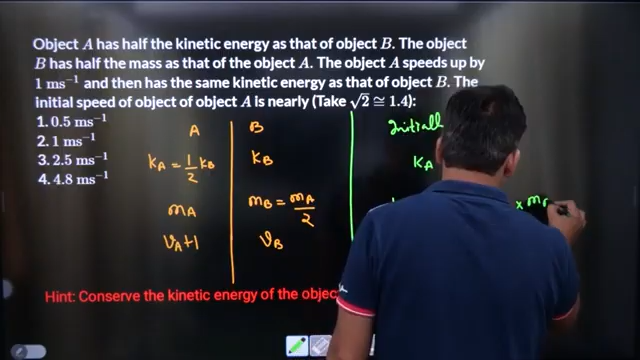 Object A has half the kinetic energy as that of object B. The object
B has half the mass as that of the object A. The object A speeds up by
1 ms⁻¹ and then has the same kinetic energy as that of object B. The
initial speed of object of object A is nearly (Take √2 ≅ 1.4):
1. 0.5 ms⁻¹
2. 1 ms⁻¹
3. 2.5 ms⁻¹
4. 4.8 ms⁻¹
A
B
K_A = 1/2 K_B
K_B
m_A
m_B = m_A/2
V_A+1
V_B
K_A
× m
Hint: Conserve the kinetic energy of the